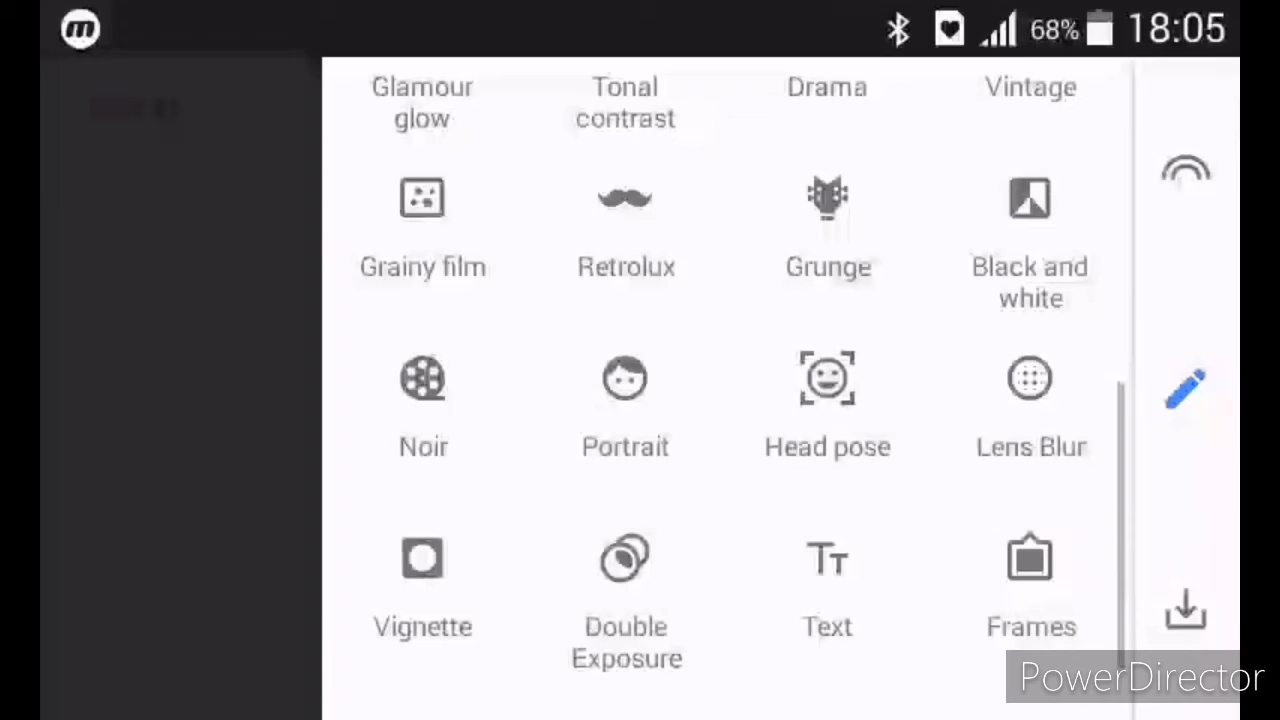 m
68%
18:05
Glamour
glow
Tonal
contrast
Drama
Vintage
Grainy film
Retrolux
Grunge
Black and
white
Noir
Portrait
Head pose
Lens Blur
Vignette
Double
Exposure
Text
Frames
PowerDirector